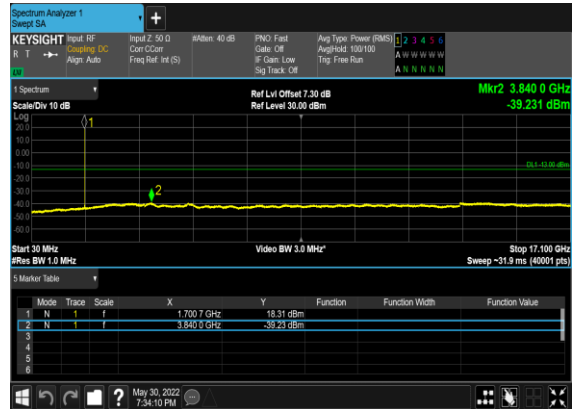 Spectrum Analyzer 1
Swept SA
+
KEYSIGHT Input: RF Input Z: 50 Ω #Atten: 40 dB PNO: Fast Avg Type: Power (RMS) 1 2 3 4 5 6
R T Coupling: DC Corr CCorr Gate: Off Avg|Hold: 100/100 A W W W W W
Align: Auto Freq Ref: Int (S) IF Gain: Low Trig: Free Run
Sig Track: Off A N N N N N
1 Spectrum Ref Lvl Offset 7.30 dB Mkr2 3.840 0 GHz
Scale/Div 10 dB Ref Level 30.00 dBm -39.231 dBm
Log
20.0
10.0
0.00
-10.0
-20.0
-30.0
-40.0
-50.0
-60.0
1
2
DL1 -13.00 dBm
Start 30 MHz Video BW 3.0 MHz* Stop 17.100 GHz
#Res BW 1.0 MHz Sweep ~31.9 ms (40001 pts)
5 Marker Table
Mode Trace Scale X Y Function Function Width Function Value
1 N 1 f 1.700 7 GHz 18.31 dBm
2 N 1 f 3.840 0 GHz -39.23 dBm
3
4
5
6
? May 30, 2022
7:34:10 PM